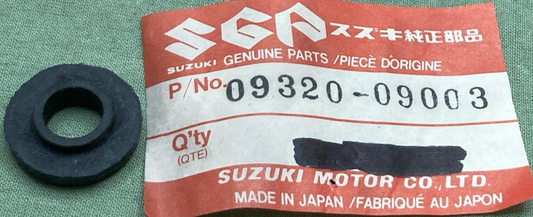 SGP スズキ純正部品
SUZUKI GENUINE PARTS /PIÈCE D'ORIGINE
P/No. 09320-09003
Q'ty
(QTE)
SUZUKI MOTOR CO.,LTD.
MADE IN JAPAN /FABRIQUÉ AU JAPON